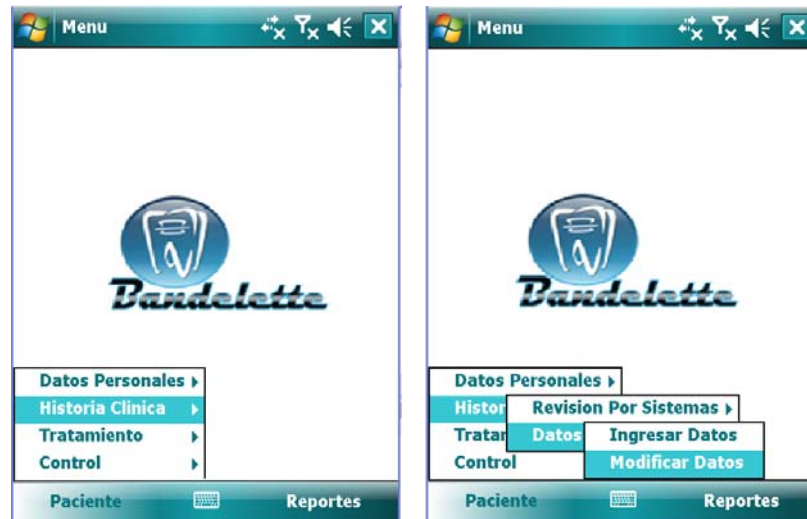 Menu
Bandelette
Datos Personales
Historia Clinica
Tratamiento
Control
Paciente
Reportes
Menu
Bandelette
Datos Personales
Histor
Revision Por Sistemas
Tratar
Datos
Ingresar Datos
Control
Modificar Datos
Paciente
Reportes